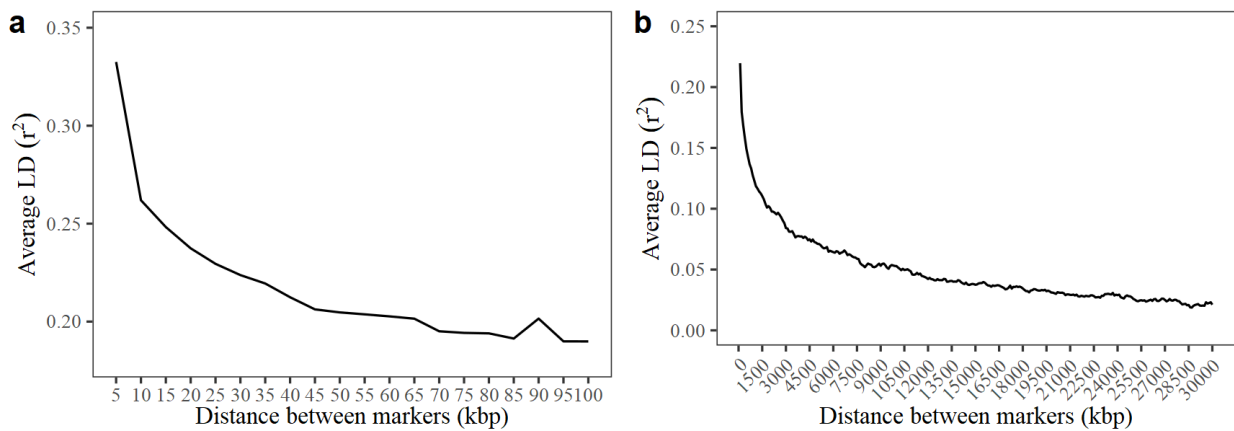 a
Average LD (r²)
0.35
0.30
0.25
0.20
5 10 15 20 25 30 35 40 45 50 55 60 65 70 75 80 85 90 95 100
Distance between markers (kbp)
b
Average LD (r²)
0.25
0.20
0.15
0.10
0.05
0.00
0 1500 3000 4500 6000 7500 9000 10500 12000 13500 15000 16500 18000 19500 21000 22500 24000 25500 27000 28500 30000
Distance between markers (kbp)